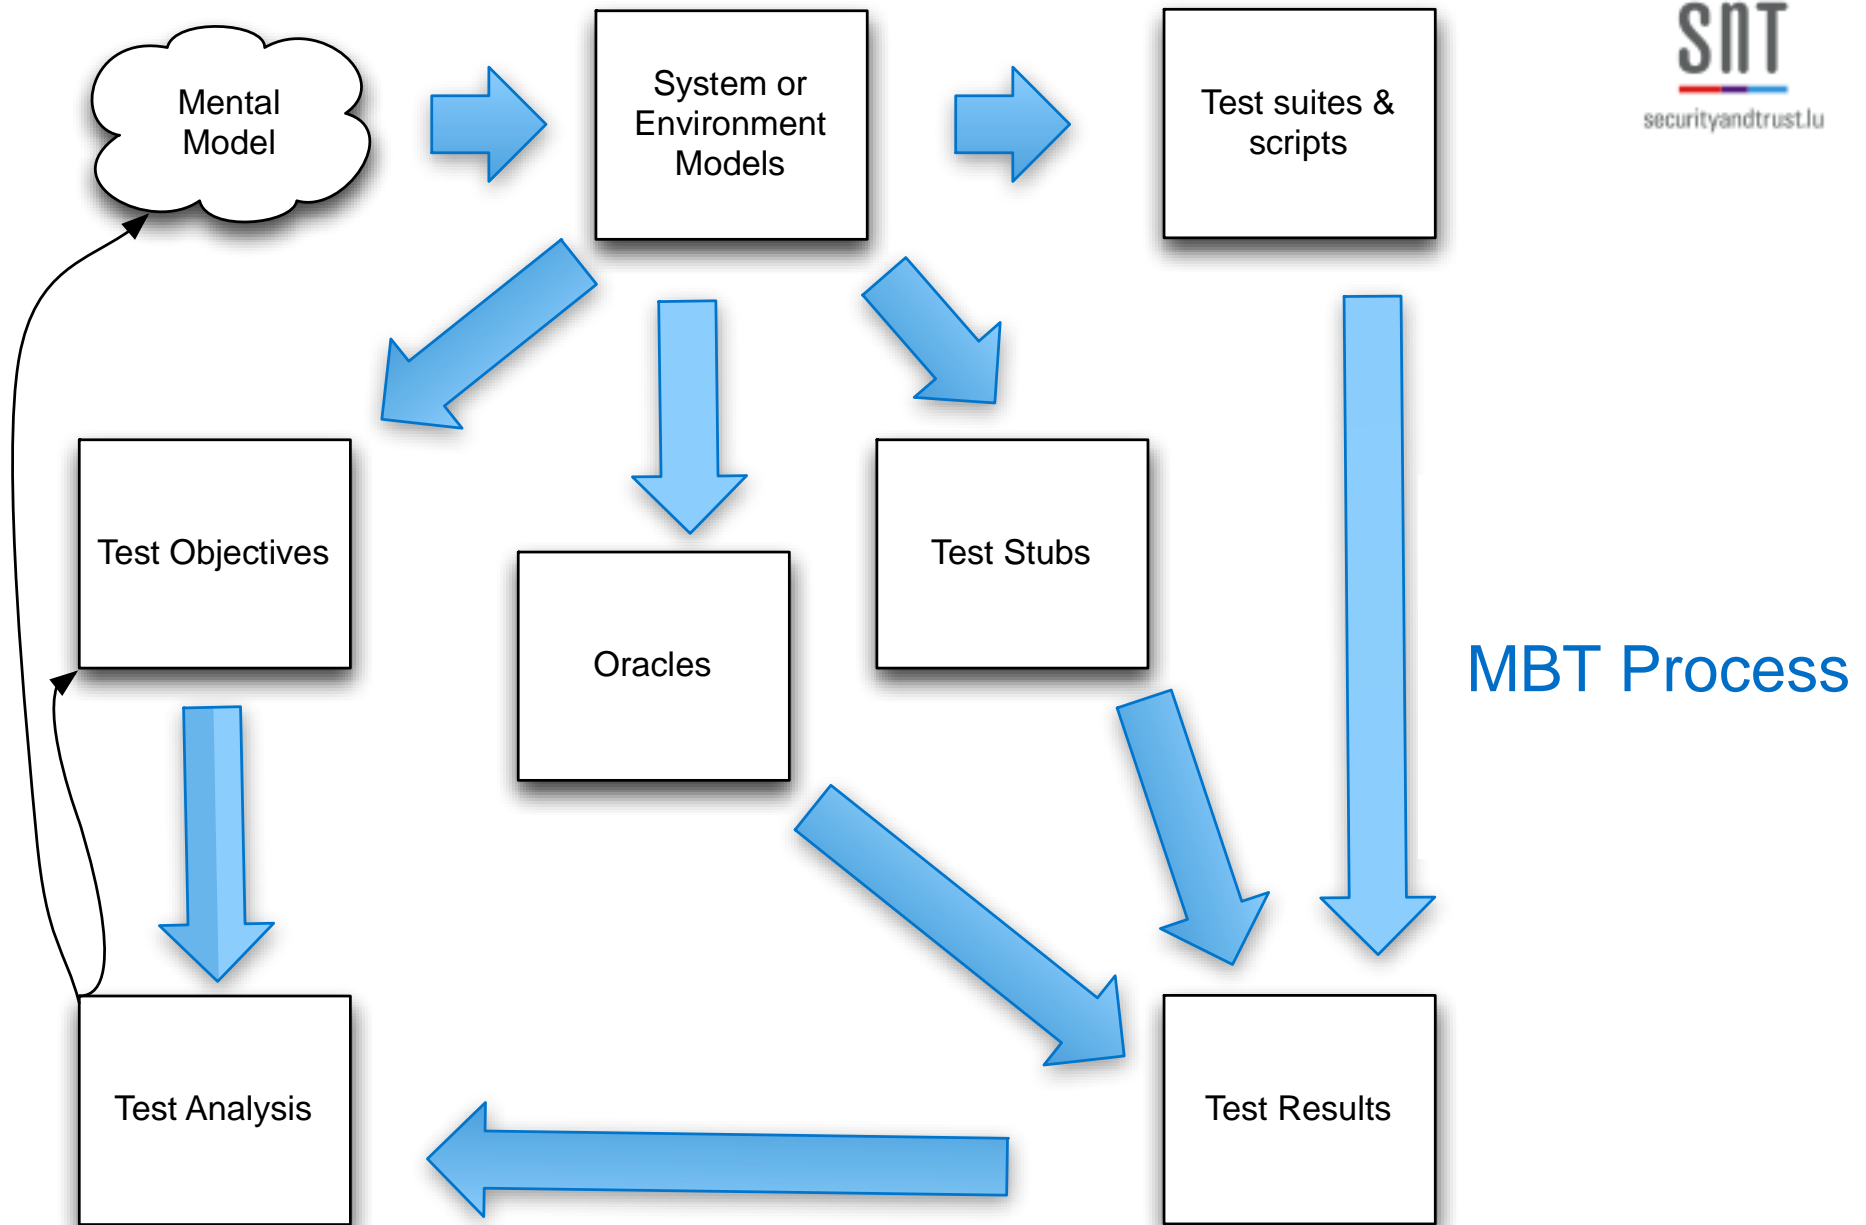 Mental
Model
System or
Environment
Models
Test suites &
scripts
SnT
securityandtrust.lu
Test Objectives
Oracles
Test Stubs
MBT Process
Test Analysis
Test Results